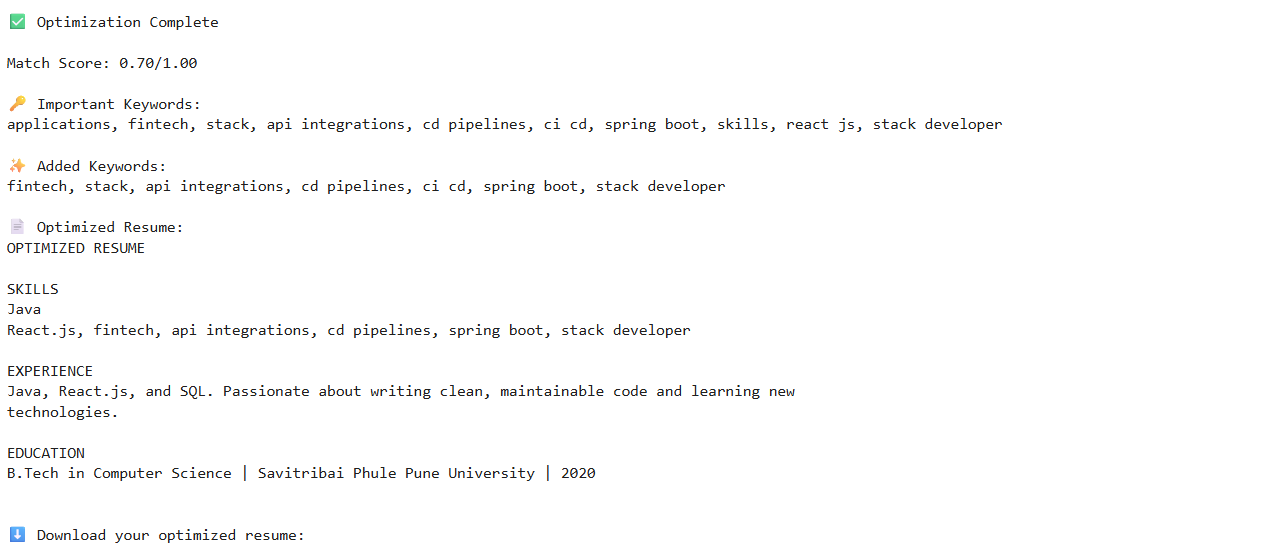 ✅ Optimization Complete
Match Score: 0.70/1.00
🔑 Important Keywords:
applications, fintech, stack, api integrations, cd pipelines, ci cd, spring boot, skills, react js, stack developer
✨ Added Keywords:
fintech, stack, api integrations, cd pipelines, ci cd, spring boot, stack developer
📄 Optimized Resume:
OPTIMIZED RESUME
SKILLS
Java
React.js, fintech, api integrations, cd pipelines, spring boot, stack developer
EXPERIENCE
Java, React.js, and SQL. Passionate about writing clean, maintainable code and learning new
technologies.
EDUCATION
B.Tech in Computer Science | Savitribai Phule Pune University | 2020
⬇️ Download your optimized resume: